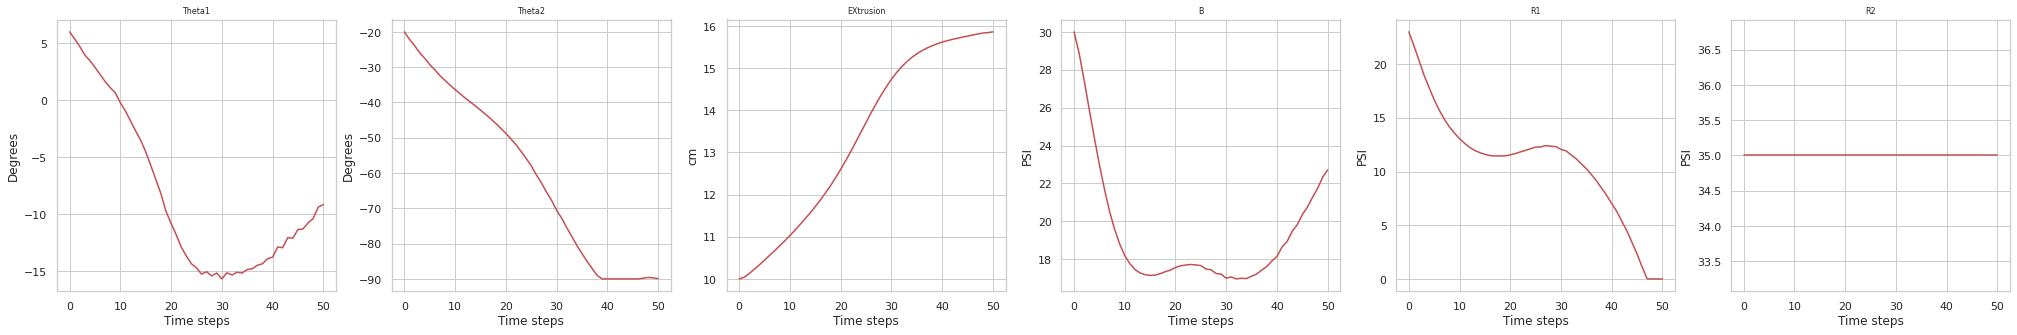 Theta1
Degrees
5
0
−5
−10
−15
0 10 20 30 40 50
Time steps
Theta2
Degrees
−20
−30
−40
−50
−60
−70
−80
−90
0 10 20 30 40 50
Time steps
EXtrusion
cm
16
15
14
13
12
11
10
0 10 20 30 40 50
Time steps
B
PSI
30
28
26
24
22
20
18
0 10 20 30 40 50
Time steps
R1
PSI
20
15
10
5
0
0 10 20 30 40 50
Time steps
R2
PSI
36.5
36.0
35.5
35.0
34.5
34.0
33.5
0 10 20 30 40 50
Time steps